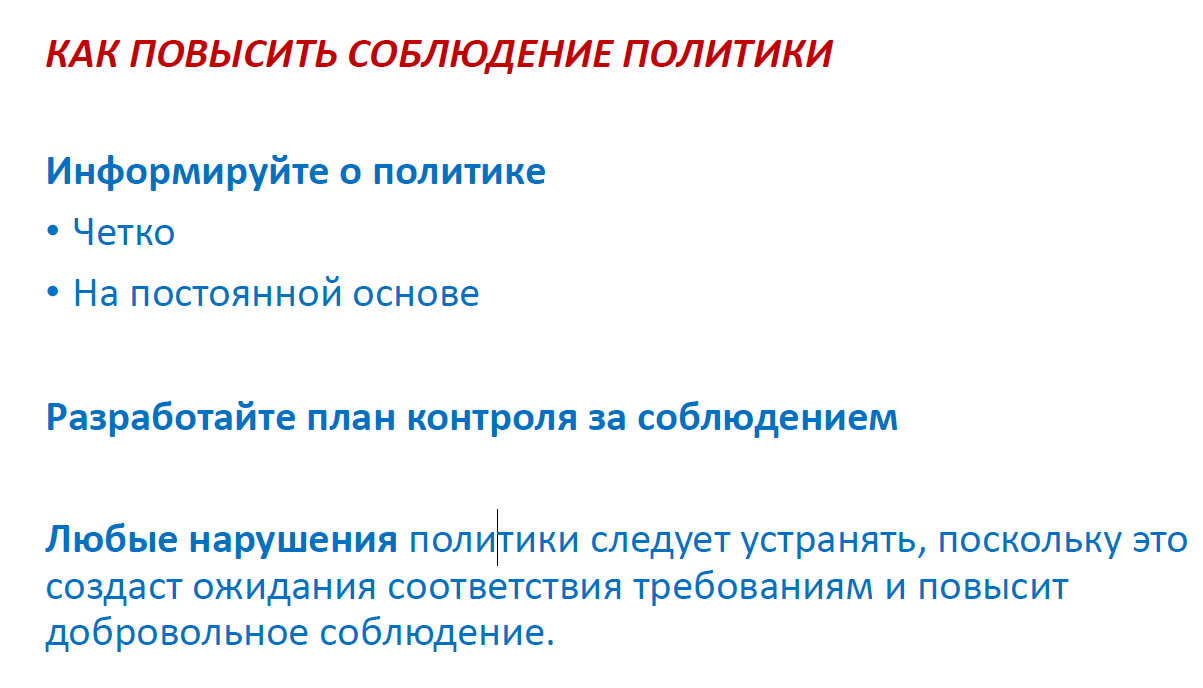 КАК ПОВЫСИТЬ СОБЛЮДЕНИЕ ПОЛИТИКИ
Информируйте о политике
• Четко
• На постоянной основе
Разработайте план контроля за соблюдением
Любые нарушения политики следует устранять, поскольку это
создаст ожидания соответствия требованиям и повысит
добровольное соблюдение.